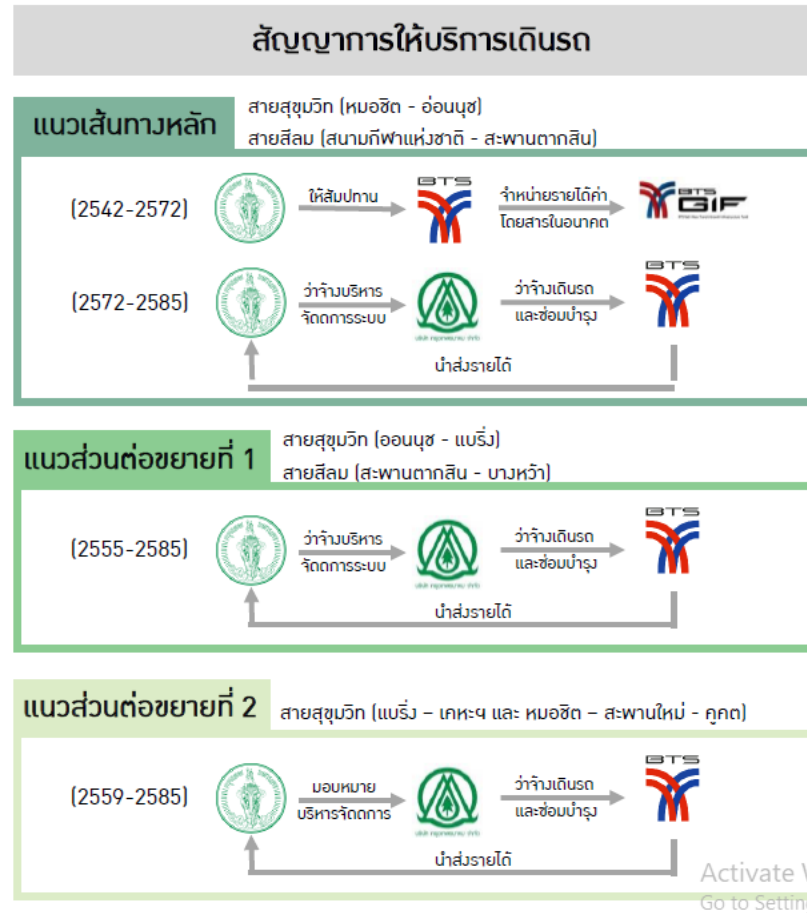 สัญญาการให้บริการเดินรถ
แนวเส้นทางหลัก
สายสุขุมวิท (หมอชิต - อ่อนนุช)
สายสีลม (สนามกีฬาแห่งชาติ - สะพานตากสิน)
(2542-2572)
ให้สัมปทาน
BTS
จำหน่ายรายได้ค่า
โดยสารในอนาคต
BTS
GIF
(2572-2585)
ว่าจ้างบริหาร
จัดการระบบ
ว่าจ้างเดินรถ
และซ่อมบำรุง
BTS
นำส่งรายได้
แนวส่วนต่อขยายที่ 1
สายสุขุมวิท (ออนนุช - แบริ่ง)
สายสีลม (สะพานตากสิน - บางหว้า)
(2555-2585)
ว่าจ้างบริหาร
จัดการระบบ
ว่าจ้างเดินรถ
และซ่อมบำรุง
BTS
นำส่งรายได้
แนวส่วนต่อขยายที่ 2
สายสุขุมวิท (แบริ่ง – เคหะฯ และ หมอชิต – สะพานใหม่ - คูคต)
(2559-2585)
มอบหมาย
บริหารจัดการ
ว่าจ้างเดินรถ
และซ่อมบำรุง
BTS
นำส่งรายได้
Activate
Go to Settin